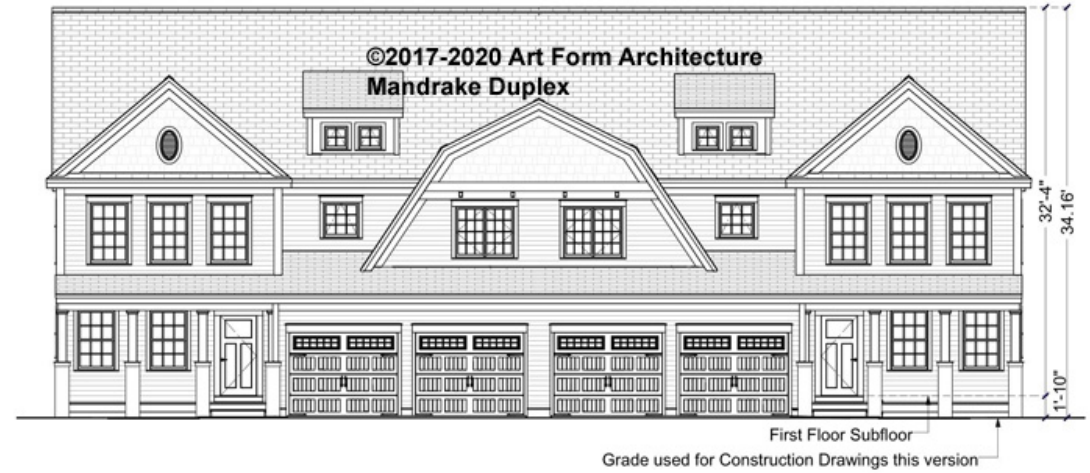 ©2017-2020 Art Form Architecture
Mandrake Duplex
32'-4"
34.16'
1'-10"
First Floor Subfloor
Grade used for Construction Drawings this version